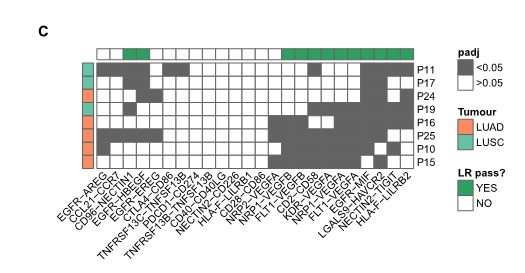 C
padj
<0.05
>0.05
Tumour
LUAD
LUSC
LR pass?
YES
NO
P11
P17
P24
P19
P16
P25
P10
P15
EGFR−AREG
CCL21−CCR7
CD96−NECTIN1
EGFR−HBEGF
EGFR−EREG
CTLA4−CD86
TNFRSF13C−TNFSF13B
PDCD1−CD274
TNFRSF13B−TNFSF13B
CD40−CD40LG
NECTIN2−CD226
HLA−F−LILRB1
CD28−CD86
NRP2−VEGFA
NRP1−VEGFB
FLT1−VEGFB
CD2−CD58
KDR−VEGFA
NRP1−VEGFA
FLT1−VEGFA
EGFR−MIF
LGALS9−HAVCR2
NECTIN2−TIGIT
HLA−F−LILRB2